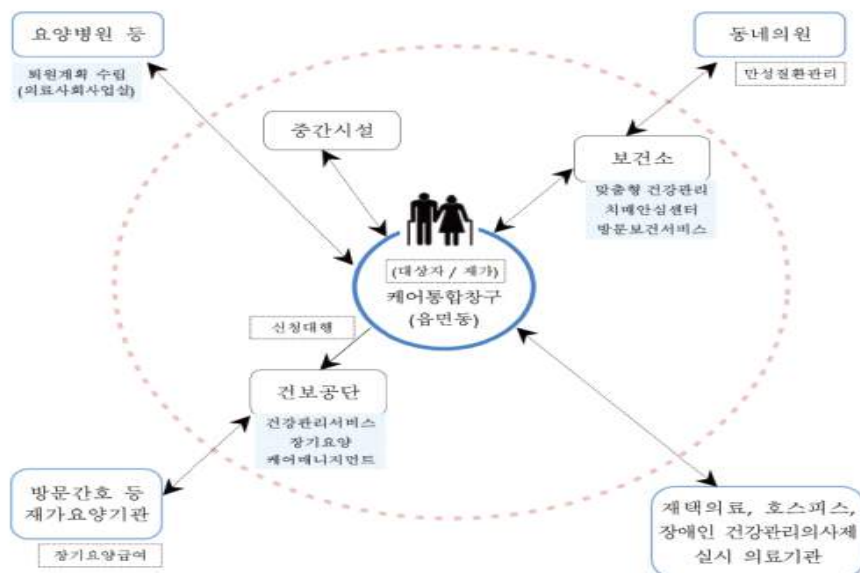 요양병원 등
퇴원계획 수립
(의료사회사업실)
동네의원
만성질환관리
중간시설
보건소
맞춤형 건강관리
치매안심센터
방문보건서비스
(대상자 / 재가)
케어통합창구
(읍면동)
신청대행
건보공단
건강관리서비스
장기요양
케어매니지먼트
방문간호 등
재가요양기관
장기요양급여
재택의료, 호스피스,
장애인 건강관리의사제
실시 의료기관